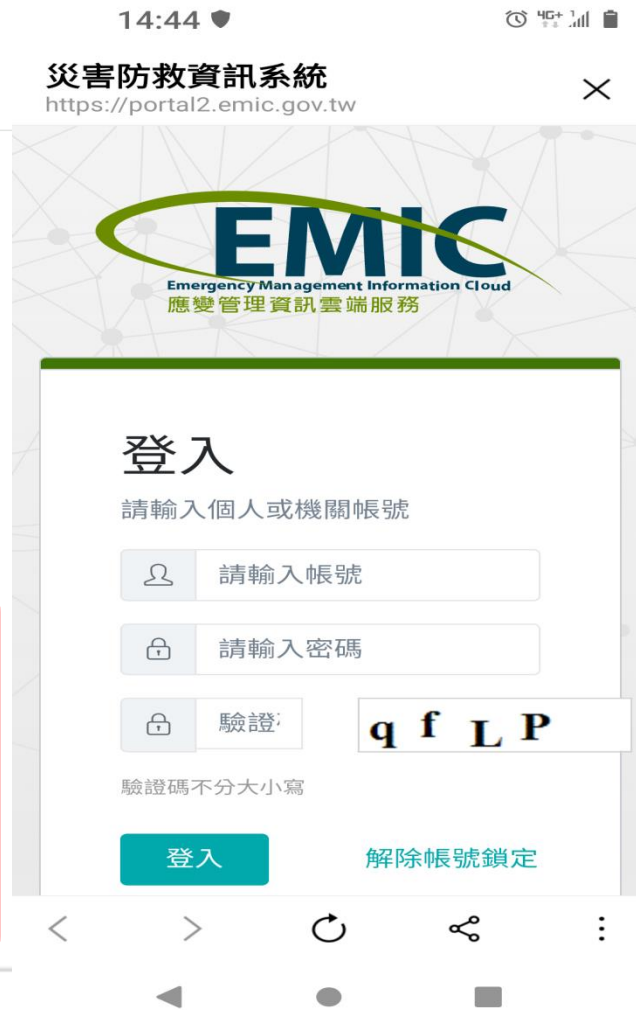 14:44
4G+
災害防救資訊系統
https://portal2.emic.gov.tw
EMIC
Emergency Management Information Cloud
應變管理資訊雲端服務
登入
請輸入個人或機關帳號
請輸入帳號
請輸入密碼
驗證
q f L P
驗證碼不分大小寫
登入
解除帳號鎖定